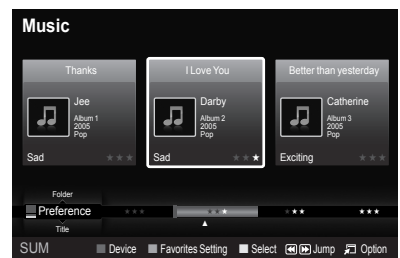 Music
Thanks
Jee
Album 1
2005
Pop
Sad
I Love You
Darby
Album 2
2005
Pop
Sad
Better than yesterday
Catherine
Album 3
2005
Pop
Exciting
Folder
Preference
Title
SUM Device Favorites Setting Select Jump Option